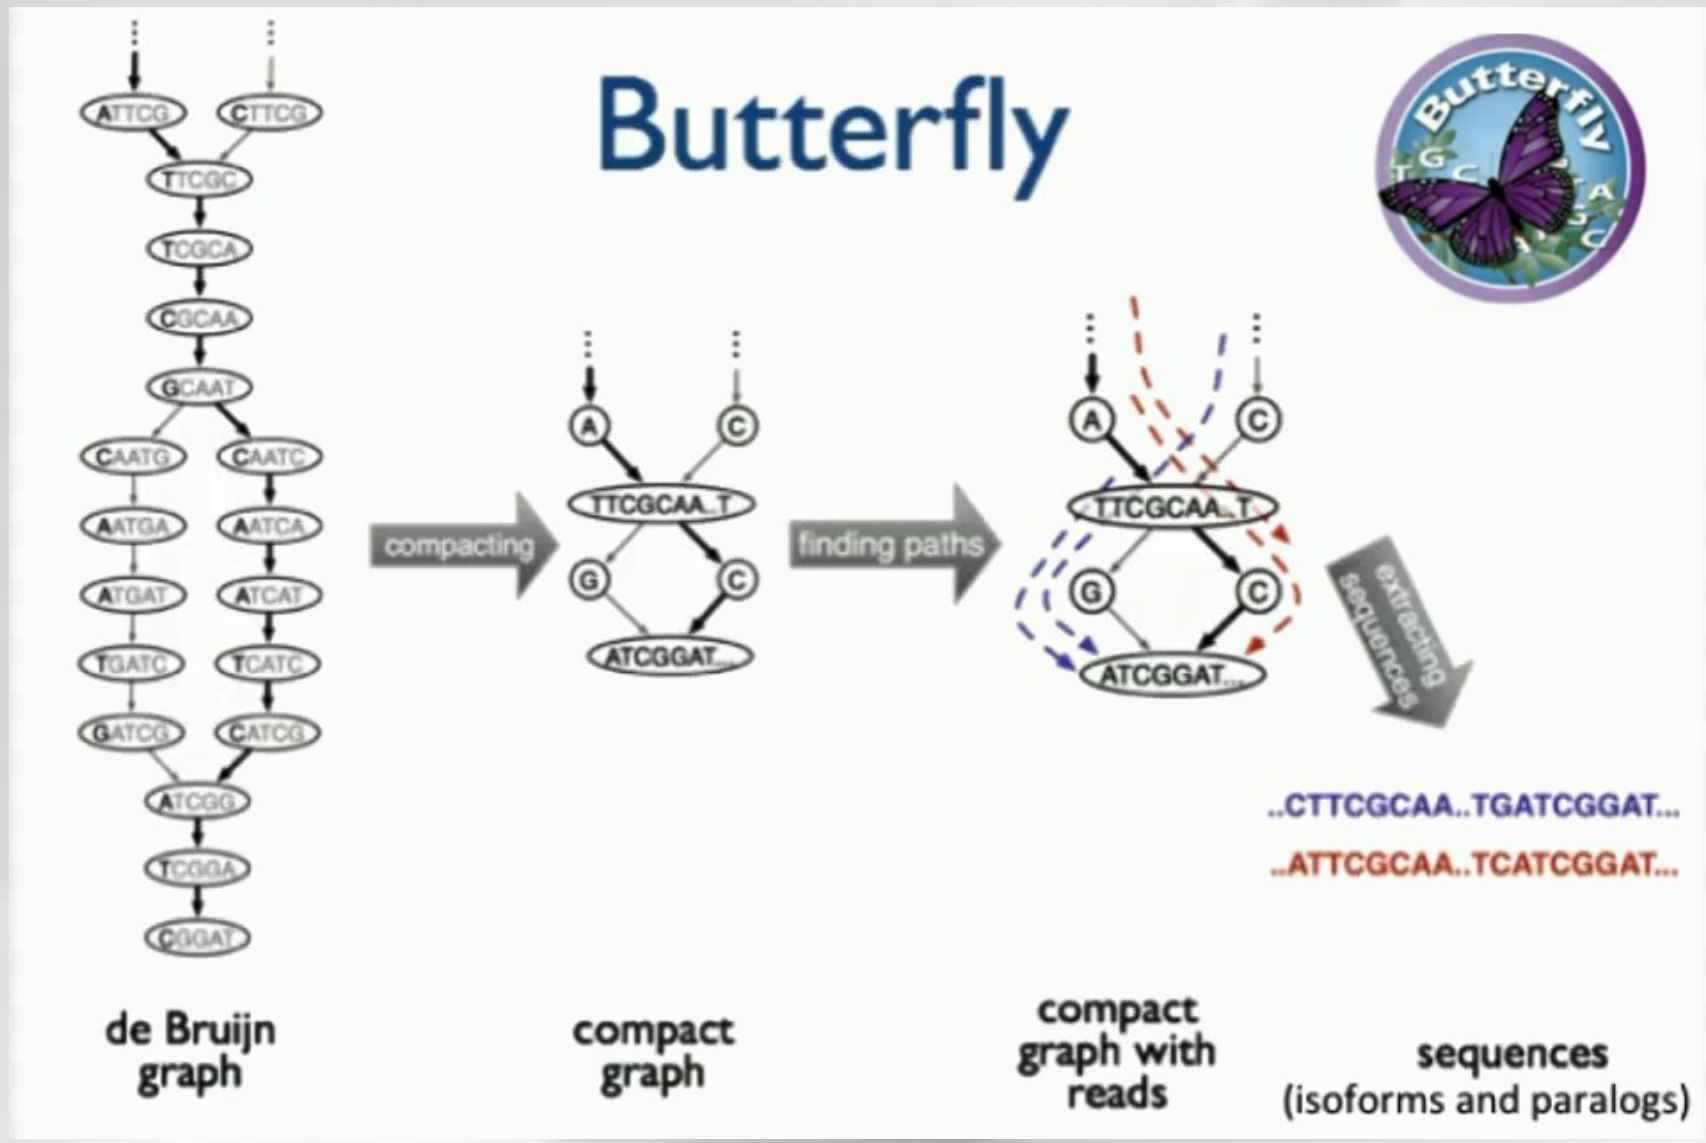 Butterfly
Butterfly
T G C T A G C A
ATTCG CTTCG
TTCGC
TCGCA
CGCAA
GCAAT
CAATG CAATC
AATGA AATCA
ATGAT ATCAT
TGATC TCATC
GATCG CATCG
ATCGG
TCGGA
CGGAT
de Bruijn
graph
compacting
A C
TTCGCAA..T
G C
ATCGGAT...
compact
graph
finding paths
A C
TTCGCAA..T
G C
ATCGGAT...
compact
graph with
reads
extracting
sequences
..CTTCGCAA..TGATCGGAT...
..ATTCGCAA..TCATCGGAT...
sequences
(isoforms and paralogs)